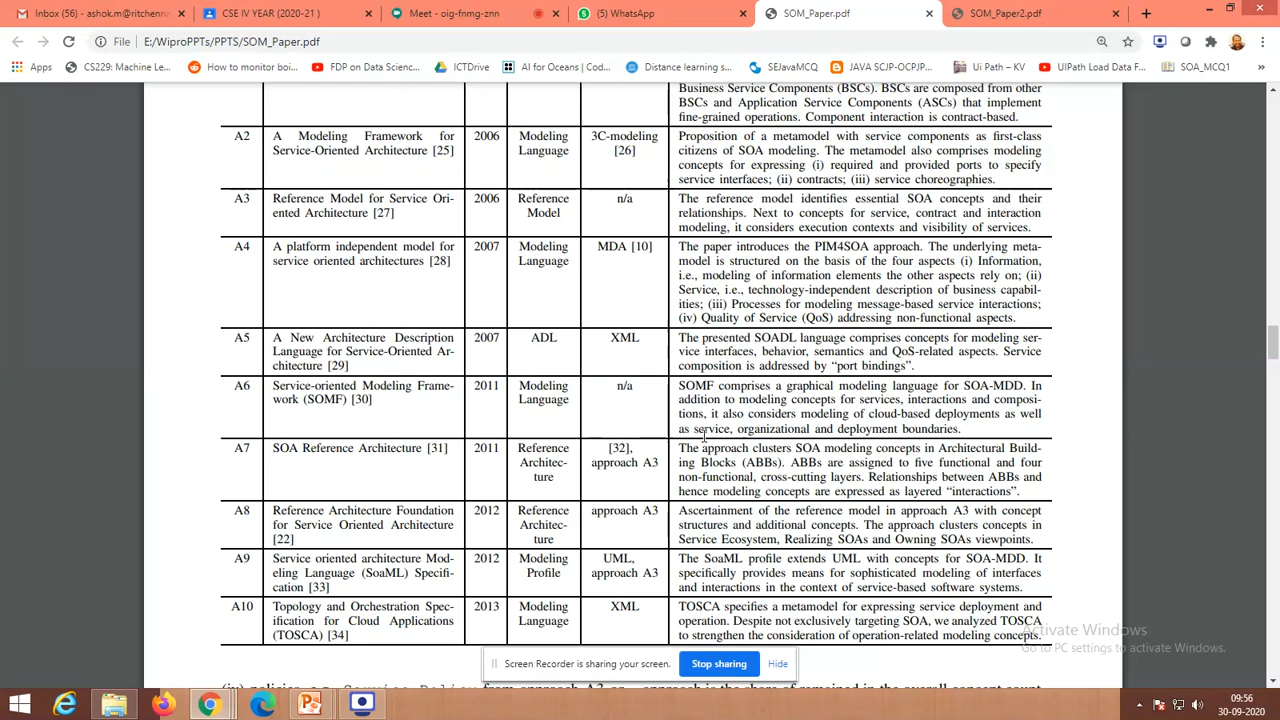 Inbox (56) - ashok.m@ritchenna
CSE IV YEAR (2020-21 )
Meet - oig-fnmg-znn
(5) WhatsApp
SOM_Paper.pdf
SOM_Paper2.pdf
File
E:/WiproPPTs/PPTS/SOM_Paper.pdf
Apps
CS229: Machine Le...
How to monitor boi...
FDP on Data Scienc...
ICTDrive
AI for Oceans | Cod...
Distance learning s...
SEJavaMCQ
JAVA SCJP-OCPJP...
Ui Path – KV
UIPath Load Data F...
SOA_MCQ1
»
Business Service Components (BSCs). BSCs are composed from other
BSCs and Application Service Components (ASCs) that implement
fine-grained operations. Component interaction is contract-based.
A2
A Modeling Framework for
Service-Oriented Architecture [25]
2006
Modeling
Language
3C-modeling
[26]
Proposition of a metamodel with service components as first-class
citizens of SOA modeling. The metamodel also comprises modeling
concepts for expressing (i) required and provided ports to specify
service interfaces; (ii) contracts; (iii) service choreographies.
A3
Reference Model for Service Ori-
ented Architecture [27]
2006
Reference
Model
n/a
The reference model identifies essential SOA concepts and their
relationships. Next to concepts for service, contract and interaction
modeling, it considers execution contexts and visibility of services.
A4
A platform independent model for
service oriented architectures [28]
2007
Modeling
Language
MDA [10]
The paper introduces the PIM4SOA approach. The underlying meta-
model is structured on the basis of the four aspects (i) Information,
i.e., modeling of information elements the other aspects rely on; (ii)
Service, i.e., technology-independent description of business capabil-
ities; (iii) Processes for modeling message-based service interactions;
(iv) Quality of Service (QoS) addressing non-functional aspects.
A5
A New Architecture Description
Language for Service-Oriented Ar-
chitecture [29]
2007
ADL
XML
The presented SOADL language comprises concepts for modeling ser-
vice interfaces, behavior, semantics and QoS-related aspects. Service
composition is addressed by “port bindings”.
A6
Service-oriented Modeling Frame-
work (SOMF) [30]
2011
Modeling
Language
n/a
SOMF comprises a graphical modeling language for SOA-MDD. In
addition to modeling concepts for services, interactions and composi-
tions, it also considers modeling of cloud-based deployments as well
as service, organizational and deployment boundaries.
A7
SOA Reference Architecture [31]
2011
Reference
Architec-
ture
[32],
approach A3
The approach clusters SOA modeling concepts in Architectural Build-
ing Blocks (ABBs). ABBs are assigned to five functional and four
non-functional, cross-cutting layers. Relationships between ABBs and
hence modeling concepts are expressed as layered “interactions”.
A8
Reference Architecture Foundation
for Service Oriented Architecture
[22]
2012
Reference
Architec-
ture
approach A3
Ascertainment of the reference model in approach A3 with concept
structures and additional concepts. The approach clusters concepts in
Service Ecosystem, Realizing SOAs and Owning SOAs viewpoints.
A9
Service oriented architecture Mod-
eling Language (SoaML) Specifi-
cation [33]
2012
Modeling
Profile
UML,
approach A3
The SoaML profile extends UML with concepts for SOA-MDD. It
specifically provides means for sophisticated modeling of interfaces
and interactions in the context of service-based software systems.
A10
Topology and Orchestration Spec-
ification for Cloud Applications
(TOSCA) [34]
2013
Modeling
Language
XML
TOSCA specifies a metamodel for expressing service deployment and
operation. Despite not exclusively targeting SOA, we analyzed TOSCA
to strengthen the consideration of operation-related modeling concepts.
Activate Windows
Go to PC settings to activate Windows.
Screen Recorder is sharing your screen.
Stop sharing
Hide
09:56
30-09-2020